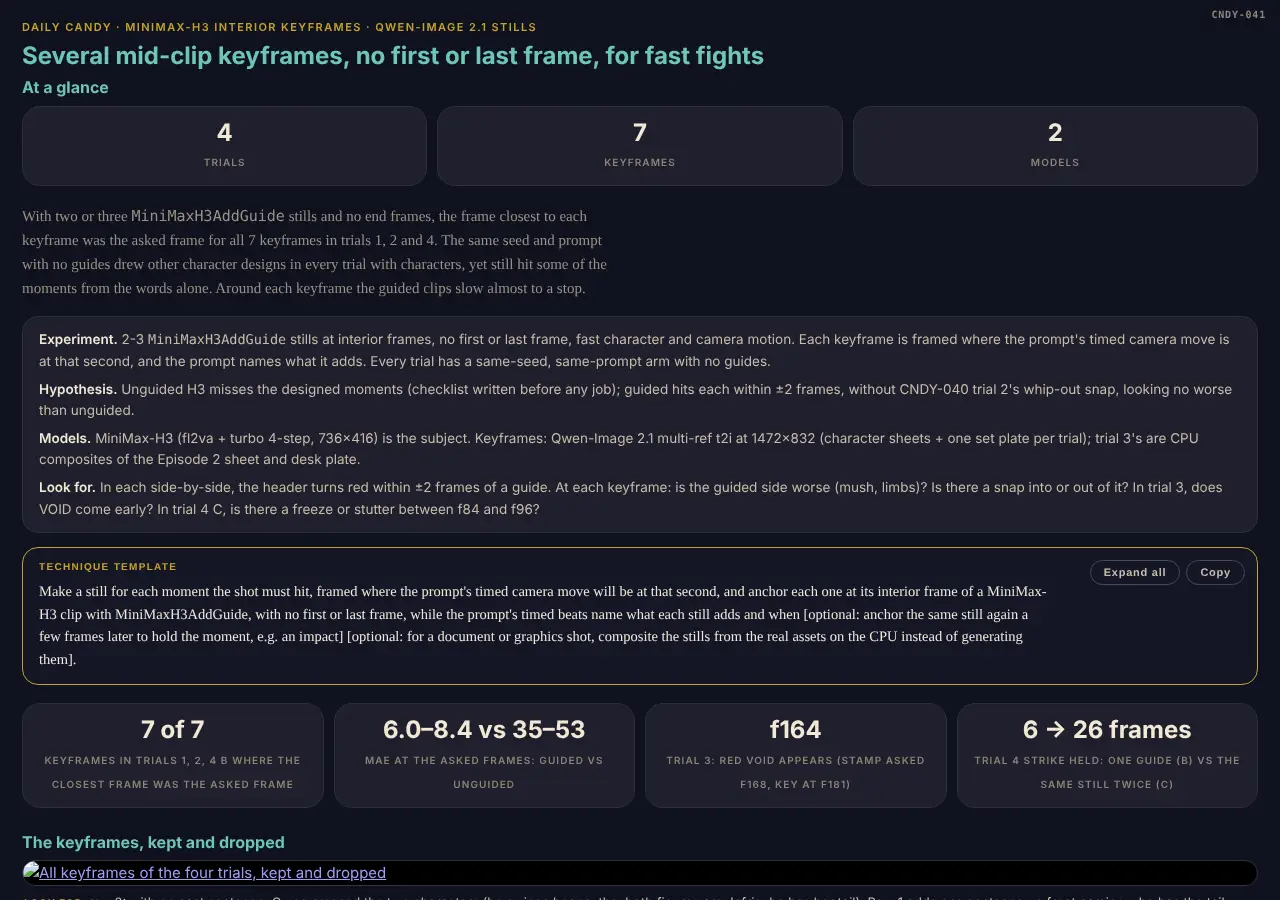 DAILY CANDY · MINIMAX-H3 INTERIOR KEYFRAMES · QWEN-IMAGE 2.1 STILLS
CNDY-041
Several mid-clip keyframes, no first or last frame, for fast fights
At a glance
4
TRIALS
7
KEYFRAMES
2
MODELS
With two or three MiniMaxH3AddGuide stills and no end frames, the frame closest to each
keyframe was the asked frame for all 7 keyframes in trials 1, 2 and 4. The same seed and prompt
with no guides drew other character designs in every trial with characters, yet still hit some of the
moments from the words alone. Around each keyframe the guided clips slow almost to a stop.
Experiment. 2-3 MiniMaxH3AddGuide stills at interior frames, no first or last frame, fast character and camera motion. Each keyframe is framed where the prompt's timed camera move is
at that second, and the prompt names what it adds. Every trial has a same-seed, same-prompt arm with no guides.
Hypothesis. Unguided H3 misses the designed moments (checklist written before any job); guided hits each within ±2 frames, without CNDY-040 trial 2's whip-out snap, looking no worse
than unguided.
Models. MiniMax-H3 (fl2va + turbo 4-step, 736×416) is the subject. Keyframes: Qwen-Image 2.1 multi-ref t2i at 1472×832 (character sheets + one set plate per trial); trial 3's are CPU
composites of the Episode 2 sheet and desk plate.
Look for. In each side-by-side, the header turns red within ±2 frames of a guide. At each keyframe: is the guided side worse (mush, limbs)? Is there a snap into or out of it? In trial 3, does
VOID come early? In trial 4 C, is there a freeze or stutter between f84 and f96?
TECHNIQUE TEMPLATE
Expand all
Copy
Make a still for each moment the shot must hit, framed where the prompt's timed camera move will be at that second, and anchor each one at its interior frame of a MiniMax-
H3 clip with MiniMaxH3AddGuide, with no first or last frame, while the prompt's timed beats name what each still adds and when [optional: anchor the same still again a
few frames later to hold the moment, e.g. an impact] [optional: for a document or graphics shot, composite the stills from the real assets on the CPU instead of generating
them].
7 of 7
KEYFRAMES IN TRIALS 1, 2, 4 B WHERE THE
CLOSEST FRAME WAS THE ASKED FRAME
6.0–8.4 vs 35–53
MAE AT THE ASKED FRAMES: GUIDED VS
UNGUIDED
f164
TRIAL 3: RED VOID APPEARS (STAMP ASKED
F168, KEY AT F181)
6 → 26 frames
TRIAL 4 STRIKE HELD: ONE GUIDE (B) VS THE
SAME STILL TWICE (C)
The keyframes, kept and dropped
All keyframes of the four trials, kept and dropped